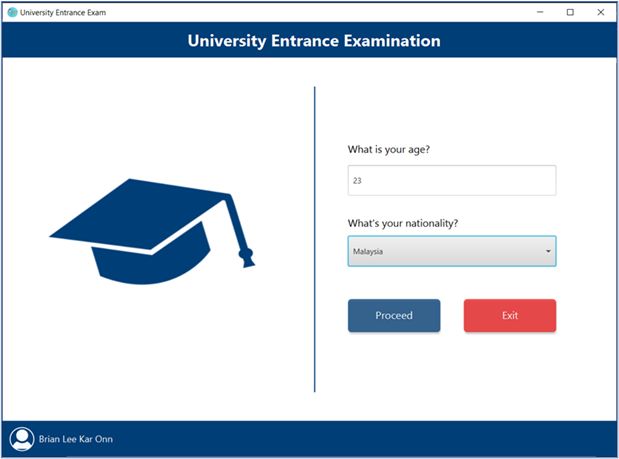 University Entrance Exam
University Entrance Examination
What is your age?
23
What's your nationality?
Malaysia
Proceed
Exit
Brian Lee Kar Onn